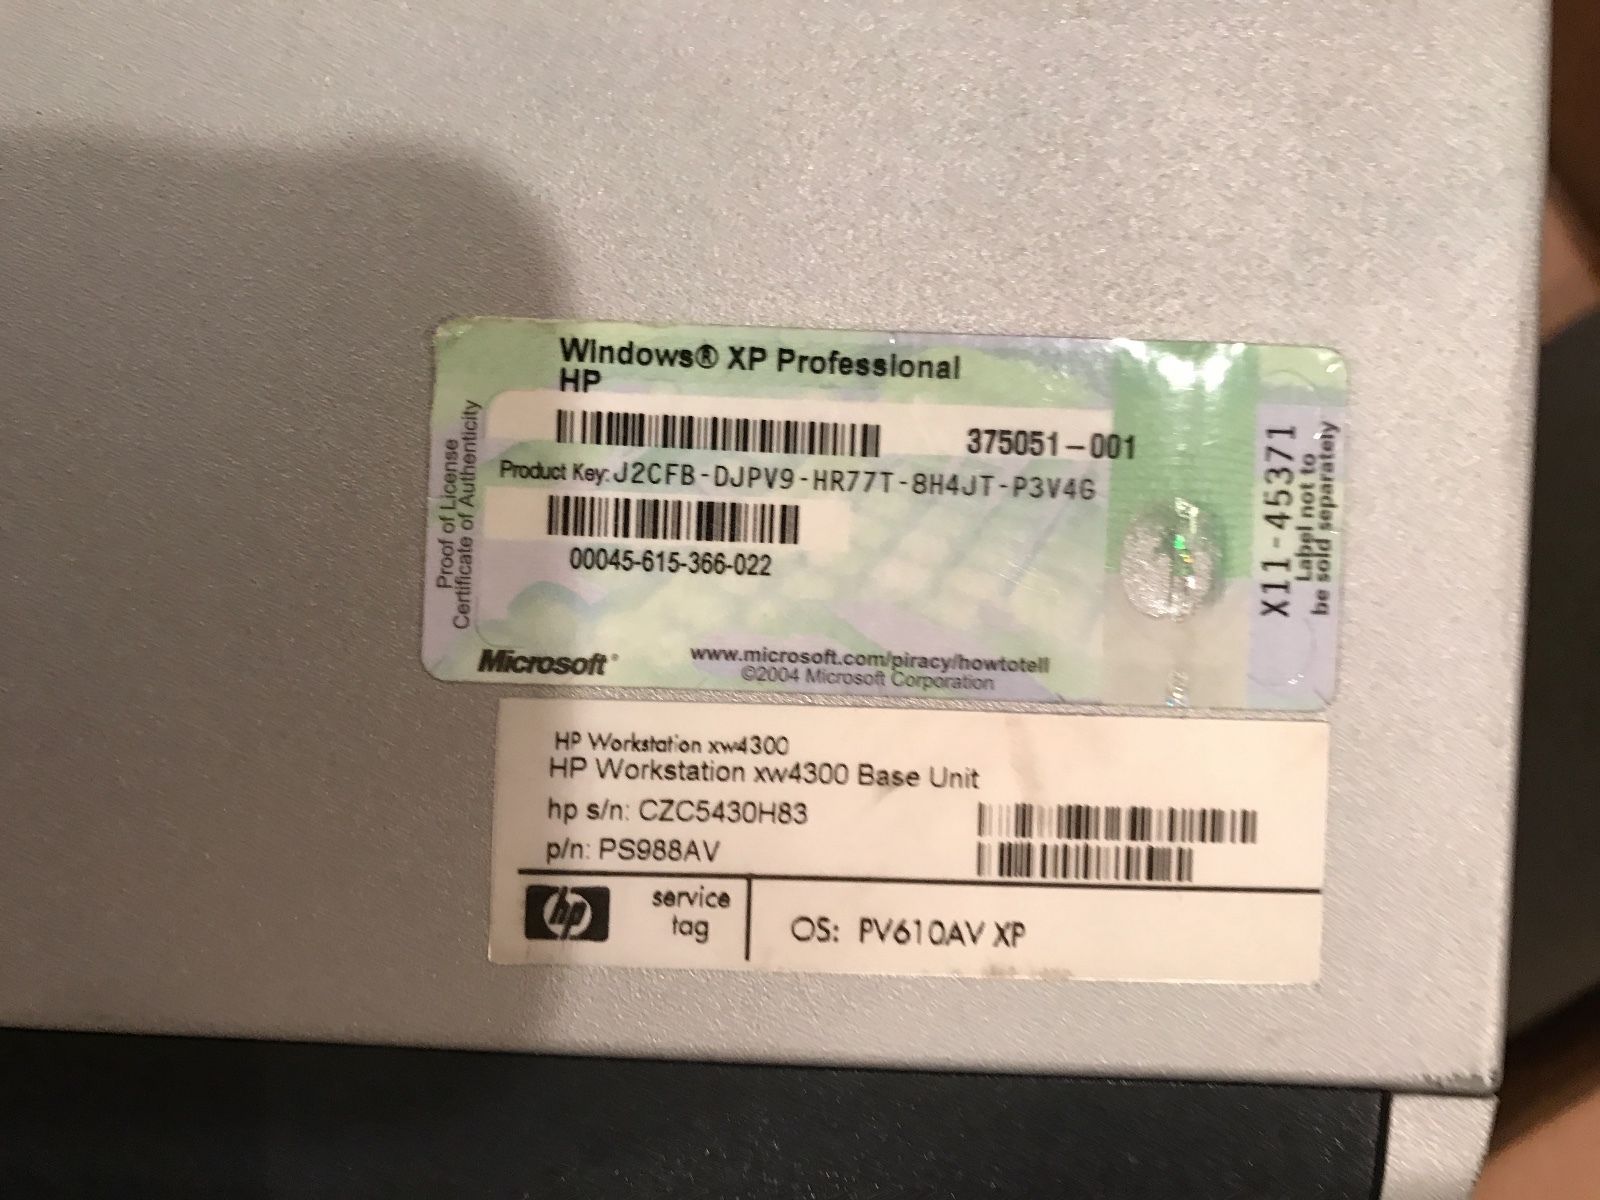 Windows® XP Professional
HP
375051-001
Product Key: J2CFB-DJPV9-HR77T-8H4JT-P3V4G
00045-615-366-022
Proof of License
Certificate of Authenticity
Microsoft®
www.microsoft.com/piracy/howtotell
©2004 Microsoft Corporation
X11-45371
Label not to
be sold separately
HP Workstation xw4300
HP Workstation xw4300 Base Unit
hp s/n: CZC5430H83
p/n: PS988AV
hp
service
tag
OS: PV610AV XP